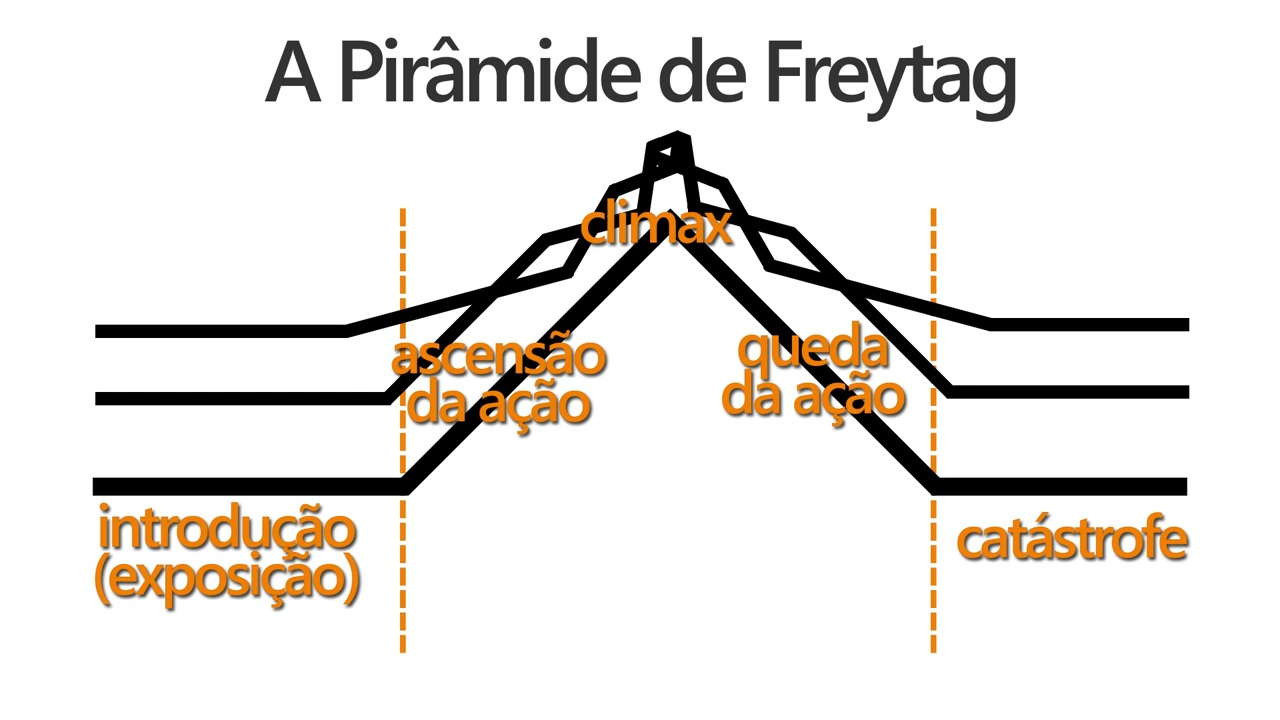 A Pirâmide de Freytag
climax
ascensão
da ação
queda
da ação
introdução
(exposição)
catástrofe